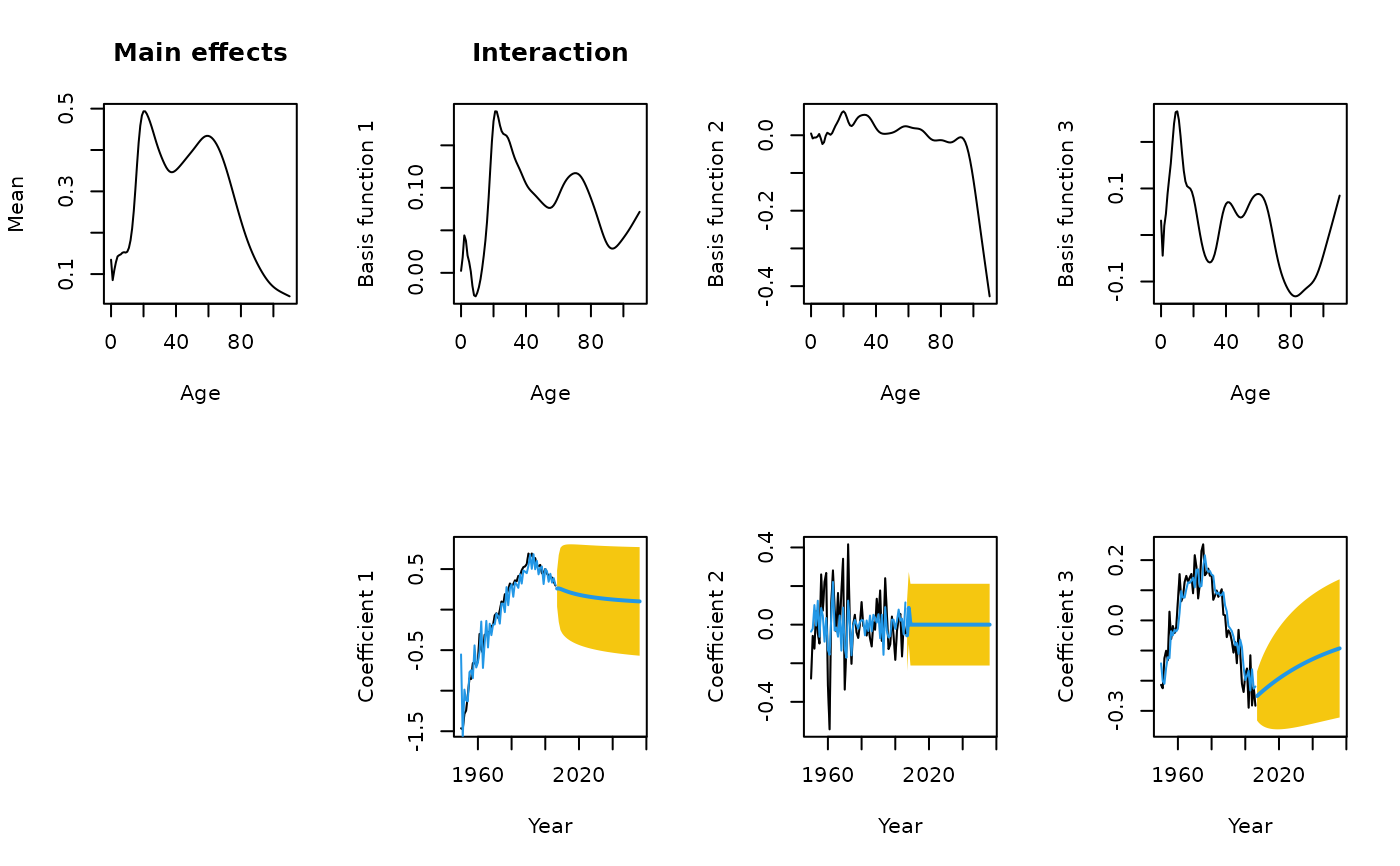 Main effects
Interaction
Mean
0.1 0.3 0.5
0 40 80
Age
Basis function 1
0.00 0.10
0 40 80
Age
Basis function 2
-0.4 -0.2 0.0
0 40 80
Age
Basis function 3
-0.1 0.1
0 40 80
Age
Coefficient 1
-1.5 -0.5 0.5
1960 2020
Year
Coefficient 2
-0.4 0.0 0.4
1960 2020
Year
Coefficient 3
-0.3 0.0 0.2
1960 2020
Year